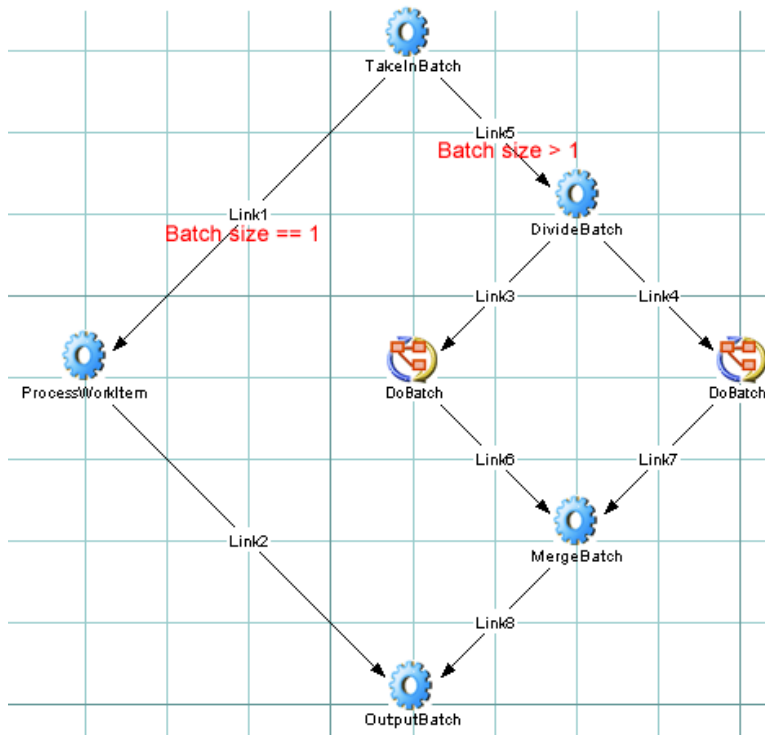 TakeInBatch
Link5
Batch size > 1
Link1
Batch size == 1
DivideBatch
Link3
Link4
ProcessWorkItem
DoBatch
DoBatch
Link6
Link7
Link2
MergeBatch
Link8
OutputBatch